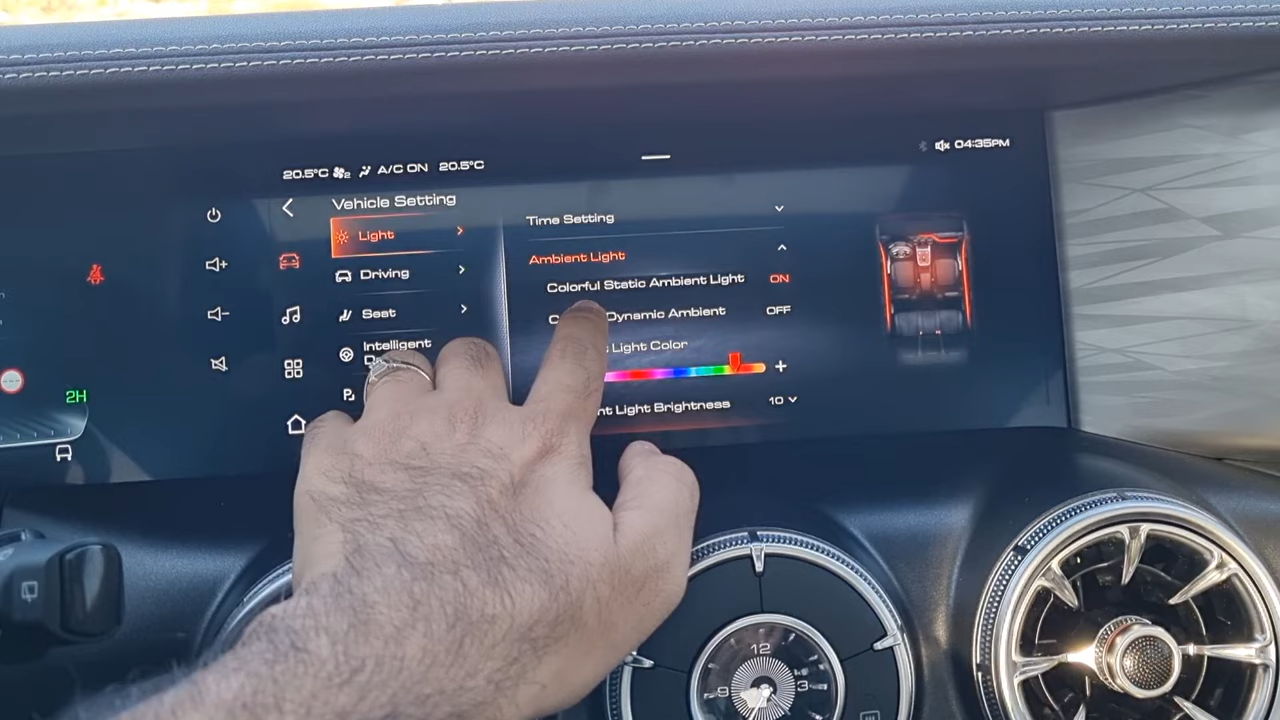 20.5°C 2 A/C ON 20.5°C
04:35PM
Vehicle Setting
Light
Driving
Seat
Intelligent
Time Setting
Ambient Light
Colorful Static Ambient Light ON
Dynamic Ambient OFF
Light Color
+
Light Brightness 10
2H
12
3
9